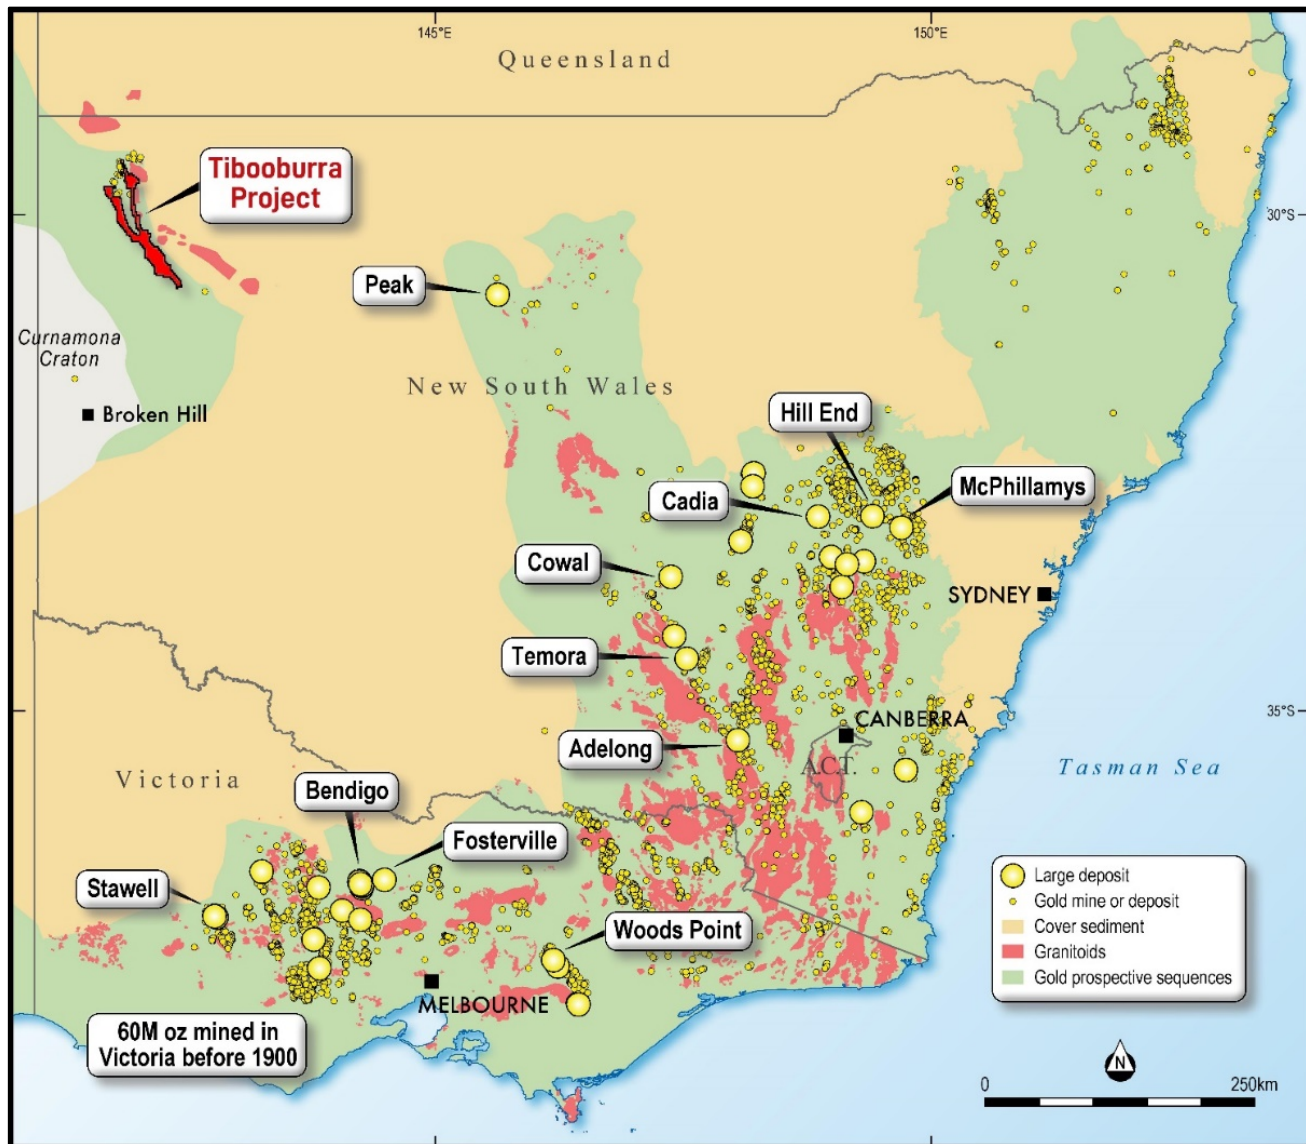 145°E
150°E
Queensland
Tibooburra
Project
30°S
Peak
Curnamona
Craton
New South Wales
Broken Hill
Hill End
McPhillamys
Cadia
Cowal
SYDNEY
Temora
CANBERRA
35°S
Adelong
A.C.T.
Tasman Sea
Victoria
Bendigo
Fosterville
Stawell
Woods Point
MELBOURNE
60M oz mined in
Victoria before 1900
Large deposit
Gold mine or deposit
Cover sediment
Granitoids
Gold prospective sequences
N
0
250km